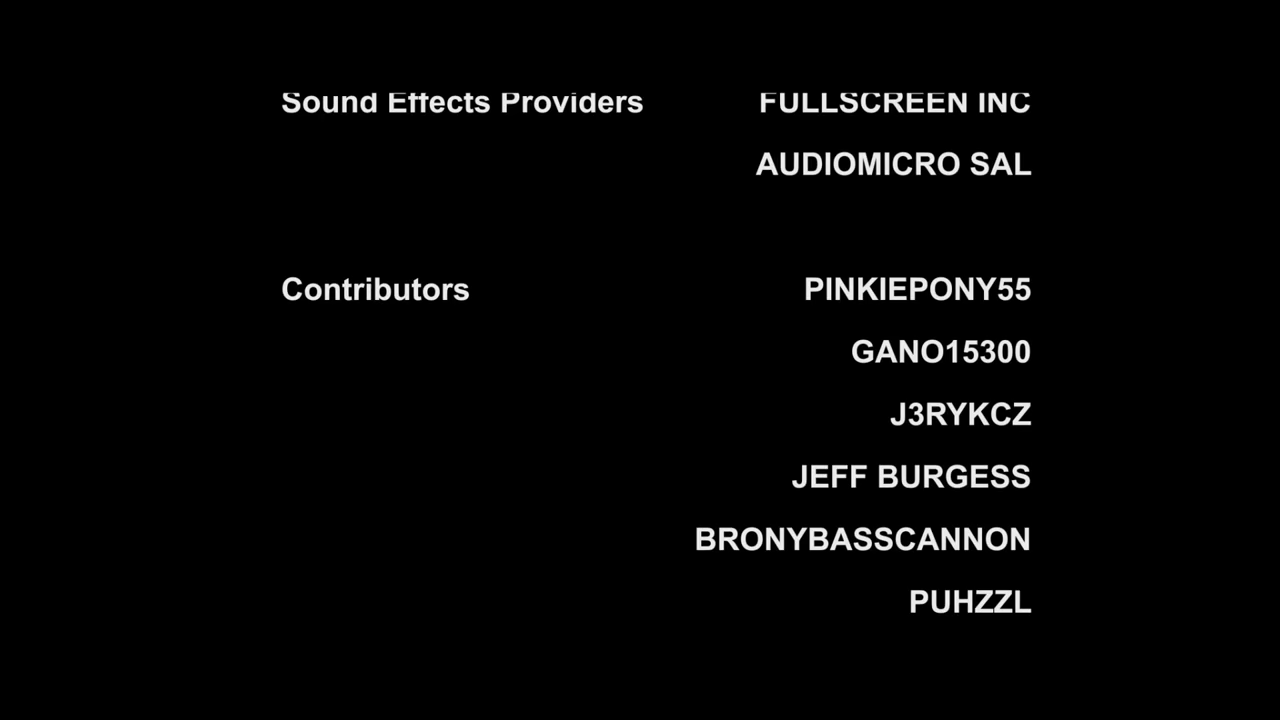 Sound Effects Providers FULLSCREEN INC
AUDIOMICRO SAL
Contributors PINKIEPONY55
GANO15300
J3RYKCZ
JEFF BURGESS
BRONYBASSCANNON
PUHZZL